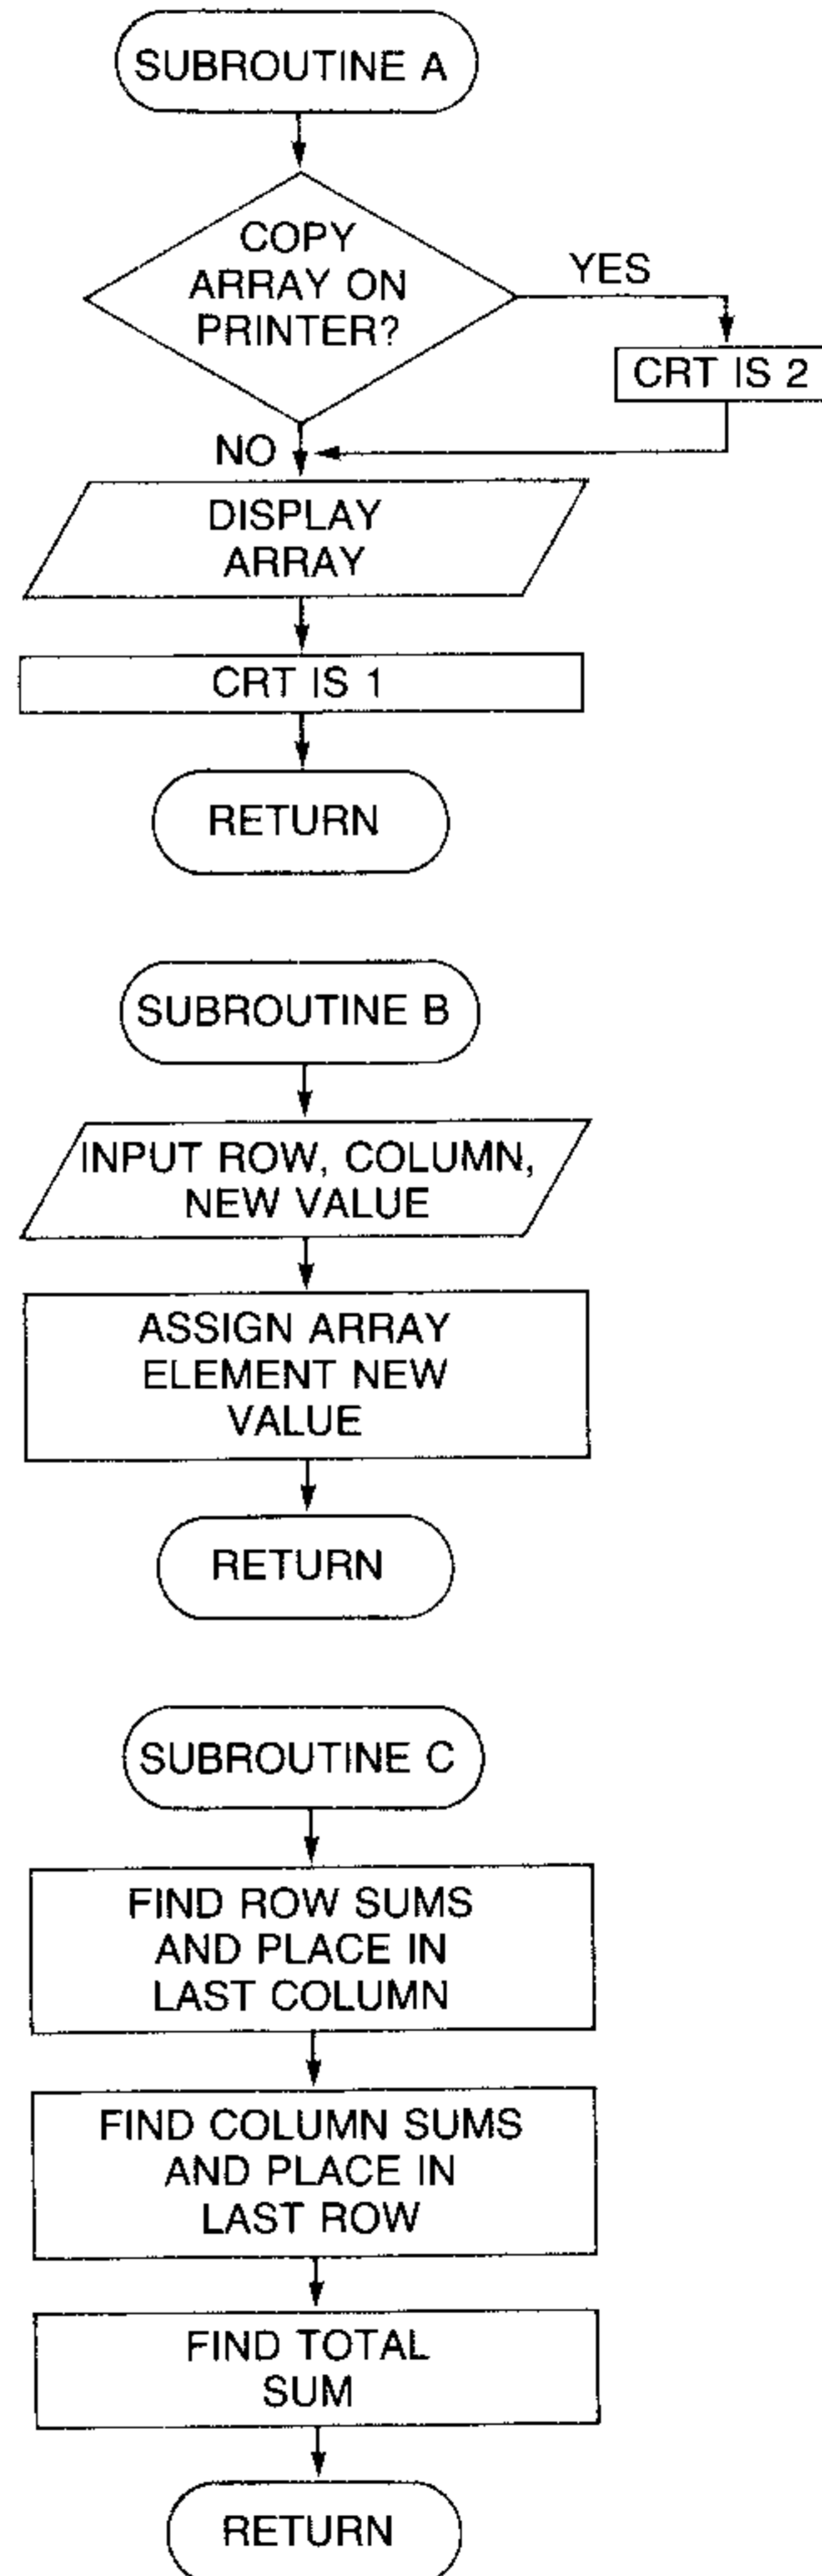 SUBROUTINE A
COPY
ARRAY ON
PRINTER?
YES
CRT IS 2
NO
DISPLAY
ARRAY
CRT IS 1
RETURN
SUBROUTINE B
INPUT ROW, COLUMN,
NEW VALUE
ASSIGN ARRAY
ELEMENT NEW
VALUE
RETURN
SUBROUTINE C
FIND ROW SUMS
AND PLACE IN
LAST COLUMN
FIND COLUMN SUMS
AND PLACE IN
LAST ROW
FIND TOTAL
SUM
RETURN